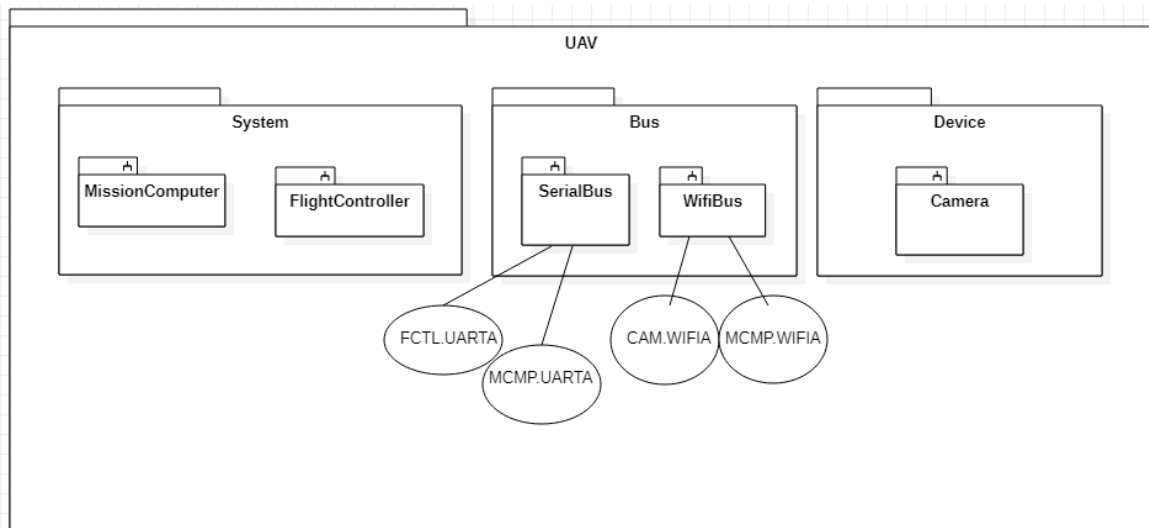 UAV
System
Bus
Device
MissionComputer
FlightController
SerialBus
WifiBus
Camera
FCTL.UARTA
MCMP.UARTA
CAM.WIFIA
MCMP.WIFIA